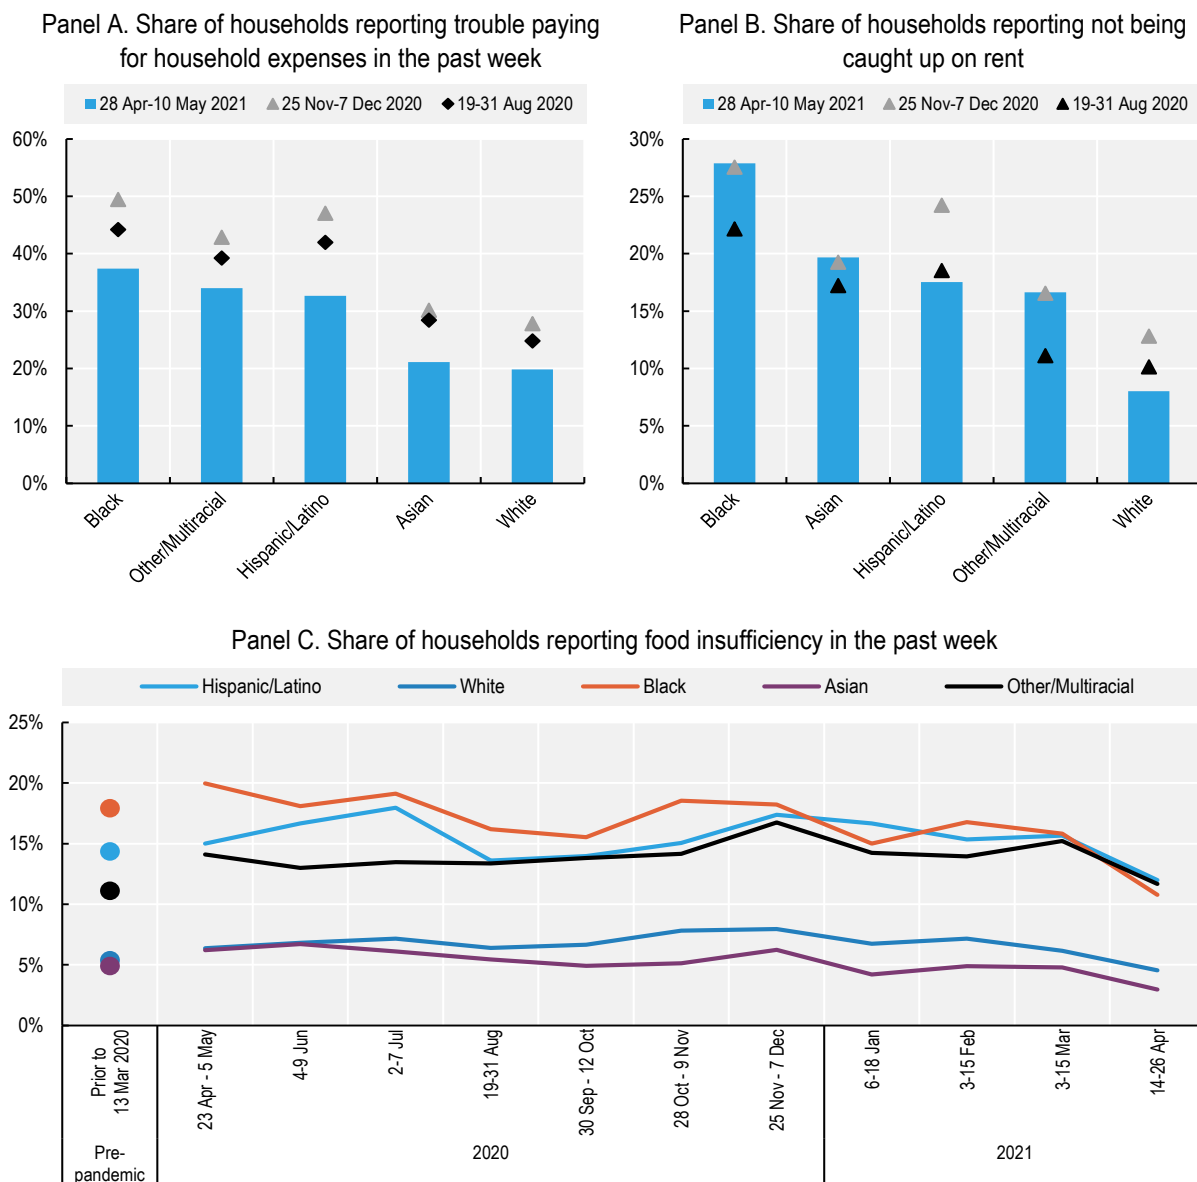 Panel A. Share of households reporting trouble paying
for household expenses in the past week
28 Apr-10 May 2021 25 Nov-7 Dec 2020 19-31 Aug 2020
60%
50%
40%
30%
20%
10%
0%
Black
Other/Multiracial
Hispanic/Latino
Asian
White
Panel B. Share of households reporting not being
caught up on rent
28 Apr-10 May 2021 25 Nov-7 Dec 2020 19-31 Aug 2020
30%
25%
20%
15%
10%
5%
0%
Black
Asian
Hispanic/Latino
Other/Multiracial
White
Panel C. Share of households reporting food insufficiency in the past week
Hispanic/Latino White Black Asian Other/Multiracial
25%
20%
15%
10%
5%
0%
Prior to
13 Mar 2020
23 Apr - 5 May
4-9 Jun
2-7 Jul
19-31 Aug
30 Sep - 12 Oct
28 Oct - 9 Nov
25 Nov - 7 Dec
6-18 Jan
3-15 Feb
3-15 Mar
14-26 Apr
Pre-
pandemic
2020
2021